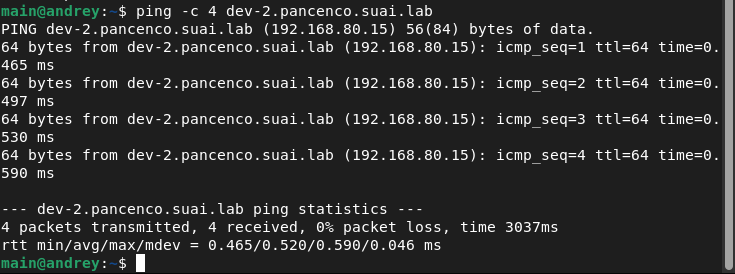 main@andrey:~$ ping -c 4 dev-2.pancenco.suai.lab
PING dev-2.pancenco.suai.lab (192.168.80.15) 56(84) bytes of data.
64 bytes from dev-2.pancenco.suai.lab (192.168.80.15): icmp_seq=1 ttl=64 time=0.
465 ms
64 bytes from dev-2.pancenco.suai.lab (192.168.80.15): icmp_seq=2 ttl=64 time=0.
497 ms
64 bytes from dev-2.pancenco.suai.lab (192.168.80.15): icmp_seq=3 ttl=64 time=0.
530 ms
64 bytes from dev-2.pancenco.suai.lab (192.168.80.15): icmp_seq=4 ttl=64 time=0.
590 ms
--- dev-2.pancenco.suai.lab ping statistics ---
4 packets transmitted, 4 received, 0% packet loss, time 3037ms
rtt min/avg/max/mdev = 0.465/0.520/0.590/0.046 ms
main@andrey:~$